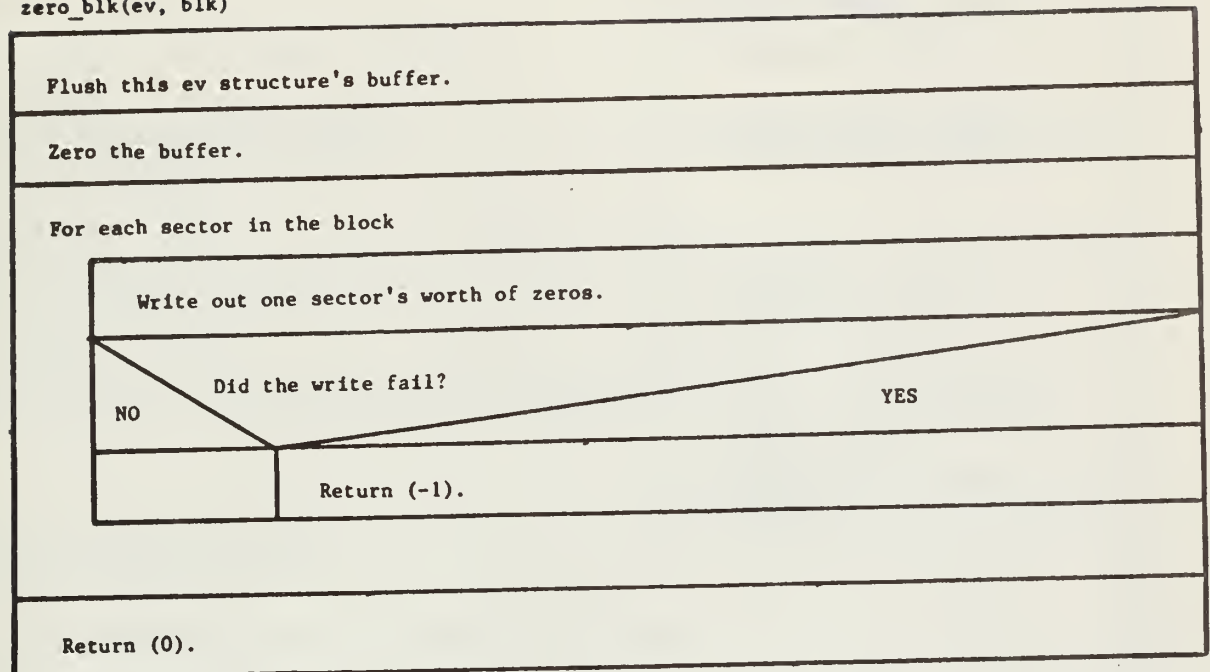 zero_blk(ev, blk)
Flush this ev structure's buffer.
Zero the buffer.
For each sector in the block
Write out one sector's worth of zeros.
Did the write fail?
NO
YES
Return (-1).
Return (0).